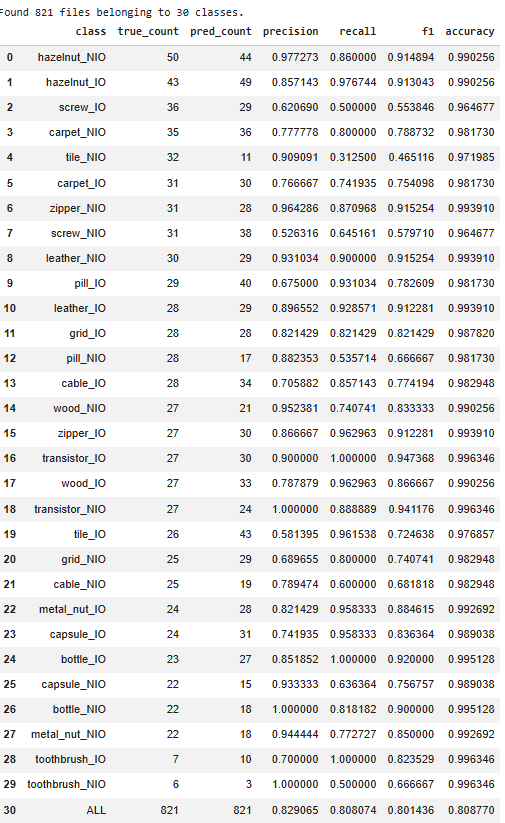 Found 821 files belonging to 30 classes.
class true_count pred_count precision recall f1 accuracy
0 hazelnut_NIO 50 44 0.977273 0.860000 0.914894 0.990256
1 hazelnut_IO 43 49 0.857143 0.976744 0.913043 0.990256
2 screw_IO 36 29 0.620690 0.500000 0.553846 0.964677
3 carpet_NIO 35 36 0.777778 0.800000 0.788732 0.981730
4 tile_NIO 32 11 0.909091 0.312500 0.465116 0.971985
5 carpet_IO 31 30 0.766667 0.741935 0.754098 0.981730
6 zipper_NIO 31 28 0.964286 0.870968 0.915254 0.993910
7 screw_NIO 31 38 0.526316 0.645161 0.579710 0.964677
8 leather_NIO 30 29 0.931034 0.900000 0.915254 0.993910
9 pill_IO 29 40 0.675000 0.931034 0.782609 0.981730
10 leather_IO 28 29 0.896552 0.928571 0.912281 0.993910
11 grid_IO 28 28 0.821429 0.821429 0.821429 0.987820
12 pill_NIO 28 17 0.882353 0.535714 0.666667 0.981730
13 cable_IO 28 34 0.705882 0.857143 0.774194 0.982948
14 wood_NIO 27 21 0.952381 0.740741 0.833333 0.990256
15 zipper_IO 27 30 0.866667 0.962963 0.912281 0.993910
16 transistor_IO 27 30 0.900000 1.000000 0.947368 0.996346
17 wood_IO 27 33 0.787879 0.962963 0.866667 0.990256
18 transistor_NIO 27 24 1.000000 0.888889 0.941176 0.996346
19 tile_IO 26 43 0.581395 0.961538 0.724638 0.976857
20 grid_NIO 25 29 0.689655 0.800000 0.740741 0.982948
21 cable_NIO 25 19 0.789474 0.600000 0.681818 0.982948
22 metal_nut_IO 24 28 0.821429 0.958333 0.884615 0.992692
23 capsule_IO 24 31 0.741935 0.958333 0.836364 0.989038
24 bottle_IO 23 27 0.851852 1.000000 0.920000 0.995128
25 capsule_NIO 22 15 0.933333 0.636364 0.756757 0.989038
26 bottle_NIO 22 18 1.000000 0.818182 0.900000 0.995128
27 metal_nut_NIO 22 18 0.944444 0.772727 0.850000 0.992692
28 toothbrush_IO 7 10 0.700000 1.000000 0.823529 0.996346
29 toothbrush_NIO 6 3 1.000000 0.500000 0.666667 0.996346
30 ALL 821 821 0.829065 0.808074 0.801436 0.808770